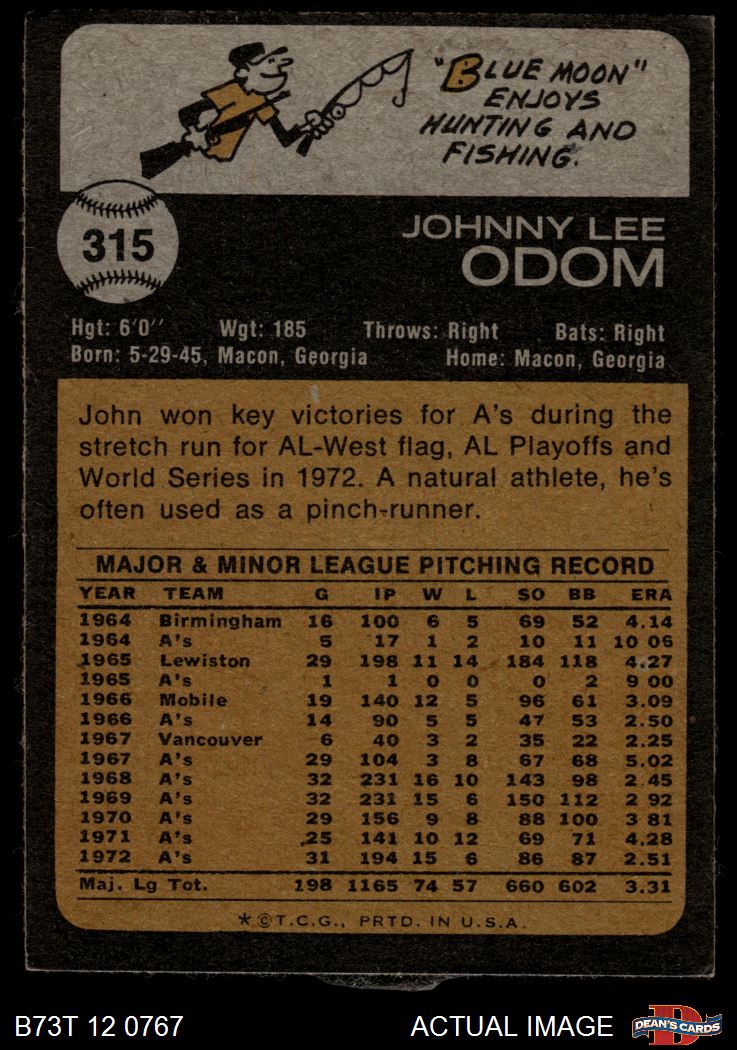 "BLUE MOON"
ENJOYS
HUNTING AND
FISHING.
315
JOHNNY LEE
ODOM
Hgt: 6'0'' Wgt: 185 Throws: Right Bats: Right
Born: 5-29-45, Macon, Georgia Home: Macon, Georgia
John won key victories for A's during the
stretch run for AL-West flag, AL Playoffs and
World Series in 1972. A natural athlete, he's
often used as a pinch-runner.
MAJOR & MINOR LEAGUE PITCHING RECORD
YEAR TEAM G IP W L SO BB ERA
1964 Birmingham 16 100 6 5 69 52 4.14
1964 A's 5 17 1 2 10 11 10 06
1965 Lewiston 29 198 11 14 184 118 4.27
1965 A's 1 1 0 0 0 2 9 00
1966 Mobile 19 140 12 5 96 61 3.09
1966 A's 14 90 5 5 47 53 2.50
1967 Vancouver 6 40 3 2 35 22 2.25
1967 A's 29 104 3 8 67 68 5.02
1968 A's 32 231 16 10 143 98 2 45
1969 A's 32 231 15 6 150 112 2 92
1970 A's 29 156 9 8 88 100 3 81
1971 A's 25 141 10 12 69 71 4.28
1972 A's 31 194 15 6 86 87 2.51
Maj. Lg Tot. 198 1165 74 57 660 602 3.31
*©T.C.G., PRTD. IN U.S.A.
B73T 12 0767 ACTUAL IMAGE DEAN'S CARDS